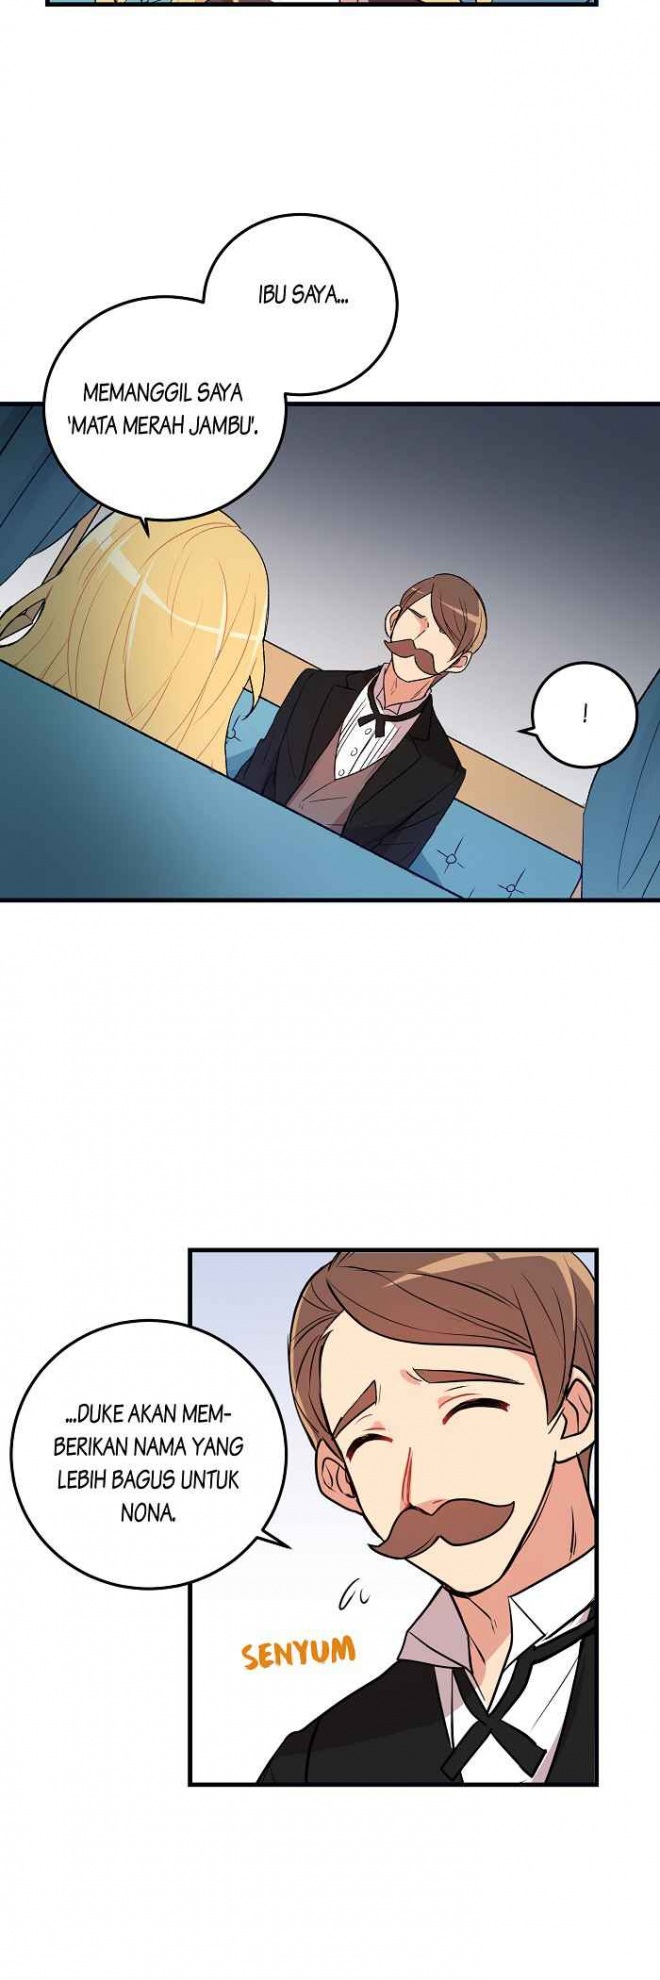 IBU SAYA...
MEMANGGIL SAYA
'MATA MERAH JAMBU'.
!
...DUKE AKAN MEM-
BERIKAN NAMA YANG
LEBIH BAGUS UNTUK
NONA.
SENYUM